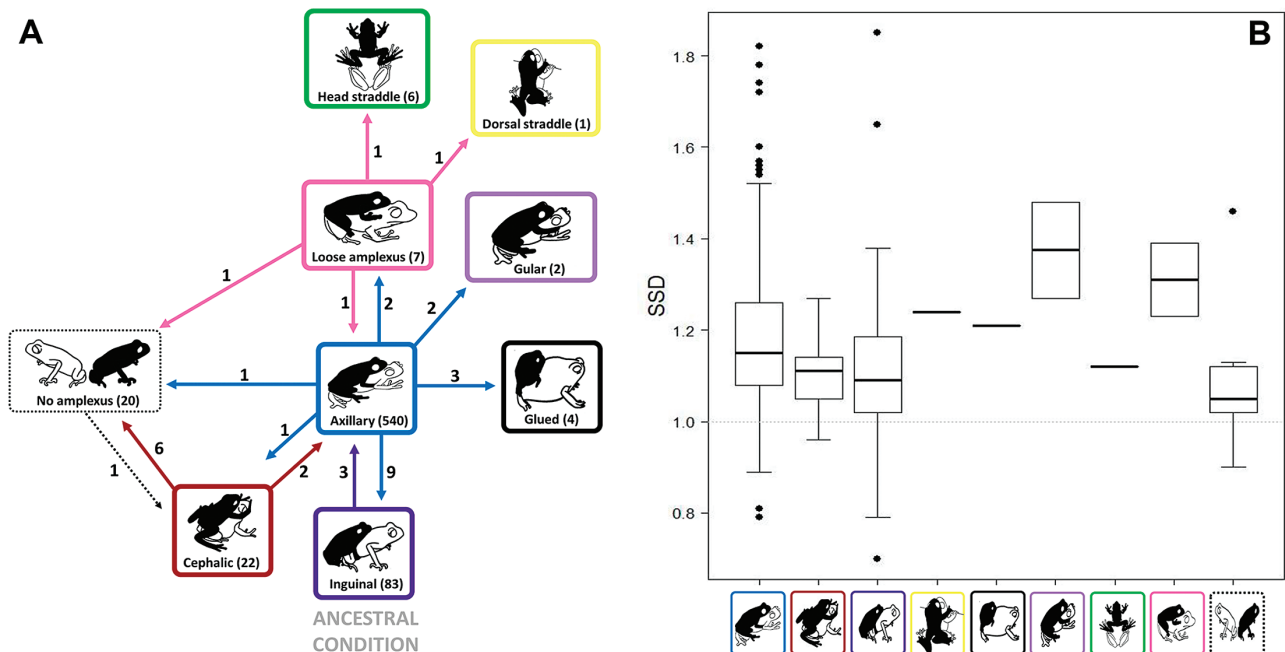 A
Head straddle (6)
Dorsal straddle (1)
1
1
Loose amplexus (7)
Gular (2)
1
1
2
2
No amplexus (20)
1
Axillary (540)
3
Glued (4)
1
6
1
2
3
9
Cephalic (22)
Inguinal (83)
ANCESTRAL
CONDITION
B
SSD
1.8
1.6
1.4
1.2
1.0
0.8